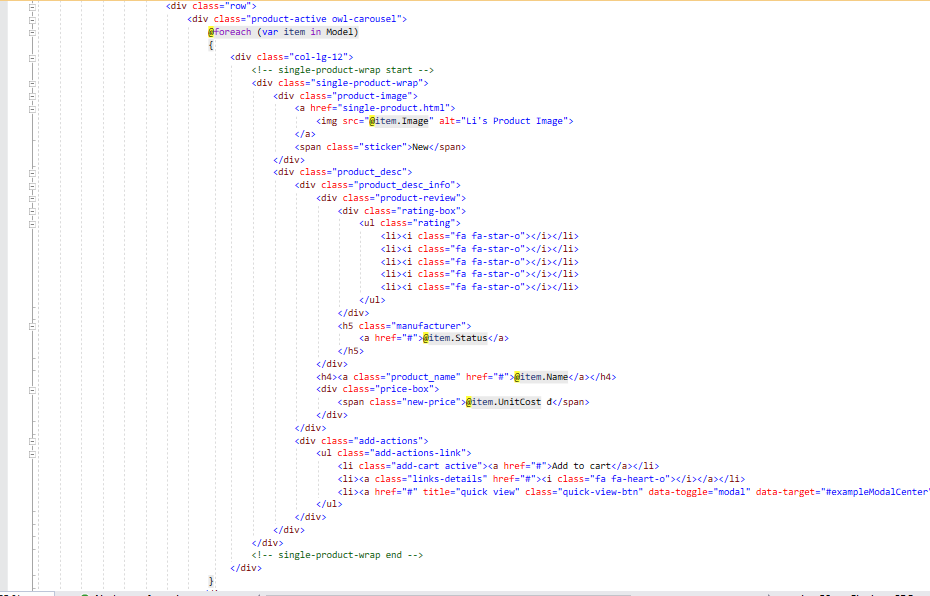 <div class="row">
<div class="product-active owl-carousel">
@foreach (var item in Model)
{
<div class="col-lg-12">
<!-- single-product-wrap start -->
<div class="single-product-wrap">
<div class="product-image">
<a href="single-product.html">
<img src="@item.Image" alt="Li's Product Image">
</a>
<span class="sticker">New</span>
</div>
<div class="product_desc">
<div class="product_desc_info">
<div class="product-review">
<div class="rating-box">
<ul class="rating">
<li><i class="fa fa-star-o"></i></li>
<li><i class="fa fa-star-o"></i></li>
<li><i class="fa fa-star-o"></i></li>
<li><i class="fa fa-star-o"></i></li>
<li><i class="fa fa-star-o"></i></li>
</ul>
</div>
<h5 class="manufacturer">
<a href="#">@item.Status</a>
</h5>
</div>
<h4><a class="product_name" href="#">@item.Name</a></h4>
<div class="price-box">
<span class="new-price">@item.UnitCost đ</span>
</div>
</div>
<div class="add-actions">
<ul class="add-actions-link">
<li class="add-cart active"><a href="#">Add to cart</a></li>
<li><a class="links-details" href="#"><i class="fa fa-heart-o"></i></a></li>
<li><a href="#" title="quick view" class="quick-view-btn" data-toggle="modal" data-target="#exampleModalCenter"
</ul>
</div>
</div>
</div>
<!-- single-product-wrap end -->
</div>
}